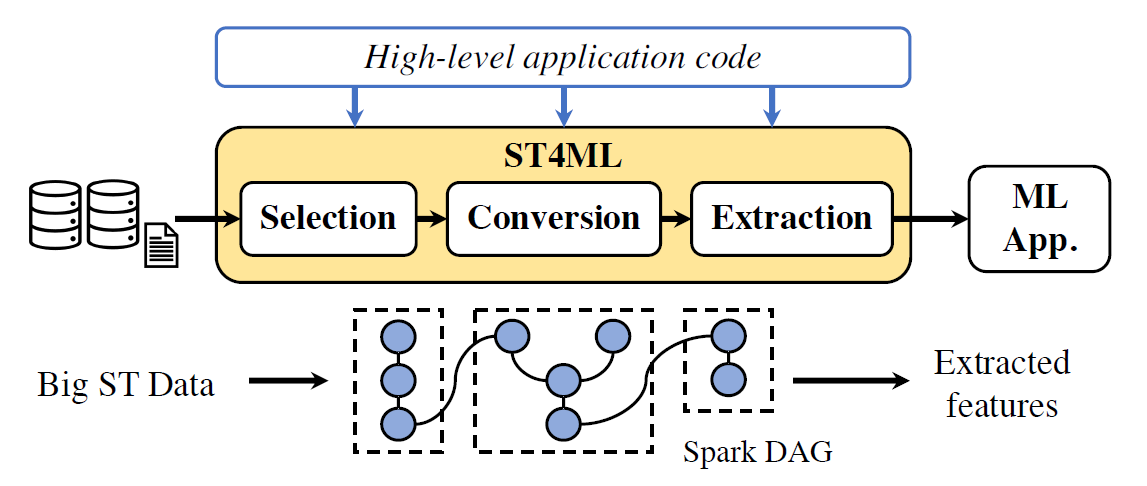 High-level application code
ST4ML
Selection
Conversion
Extraction
ML
App.
Big ST Data
Extracted
features
Spark DAG